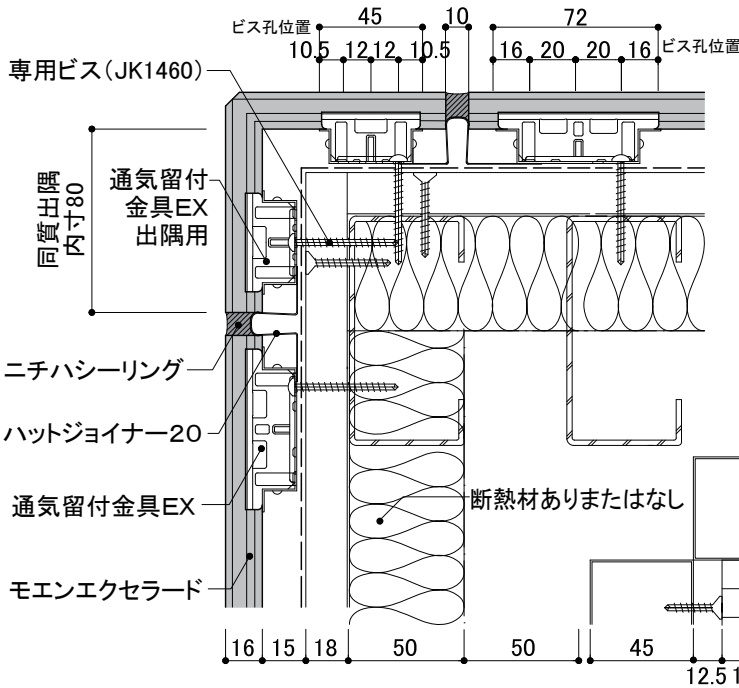 45
10
72
ビス孔位置
10.5
12
12
10.5
16
20
20
16
ビス孔位置
専用ビス(JK1460)
同質出隅
内寸80
通気留付
金具EX
出隅用
ニチハシーリング
ハットジョイナー20
通気留付金具EX
断熱材ありまたはなし
モエンエクセラード
16
15
18
50
50
45
12.5